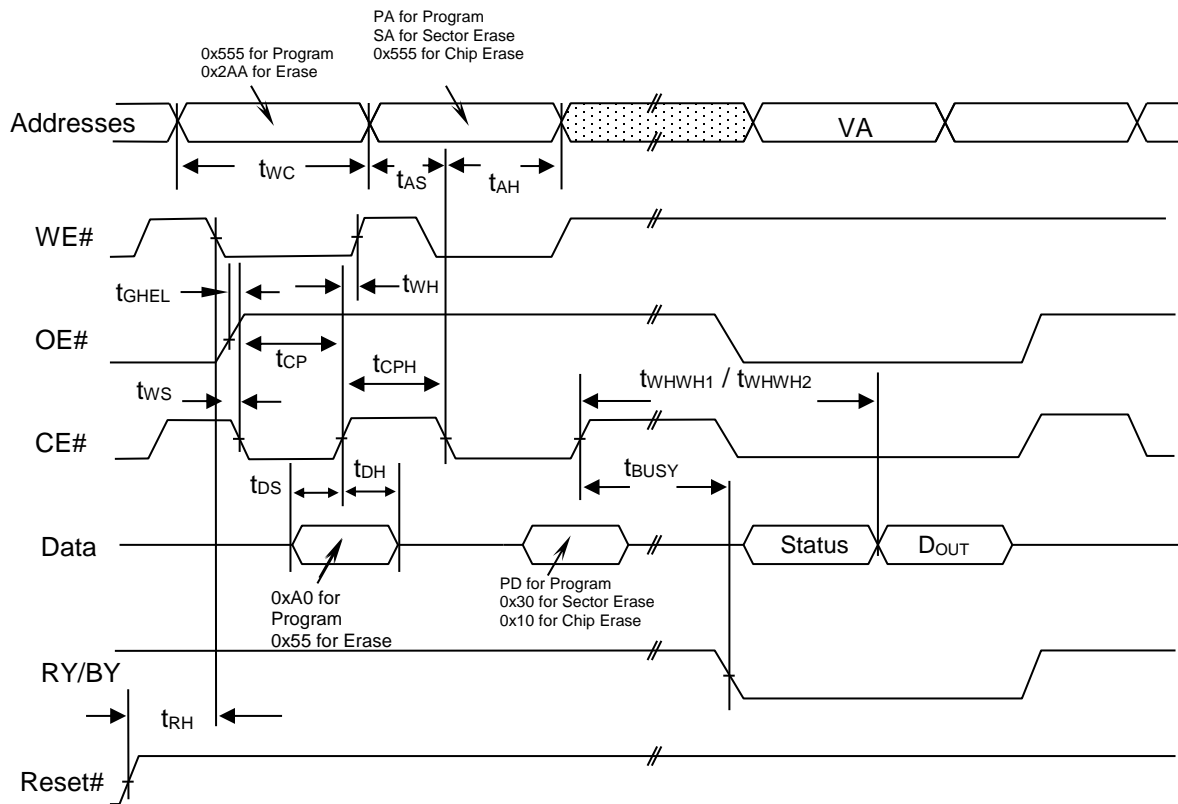 PA for Program
SA for Sector Erase
0x555 for Chip Erase
0x555 for Program
0x2AA for Erase
Addresses
VA
tWC
tAS
tAH
WE#
tGHEL
tWH
OE#
tCP
tCPH
tWHWH1 / tWHWH2
tWS
CE#
tBUSY
tDS
tDH
Data
Status
DOUT
0xA0 for
Program
0x55 for Erase
PD for Program
0x30 for Sector Erase
0x10 for Chip Erase
RY/BY
tRH
Reset#